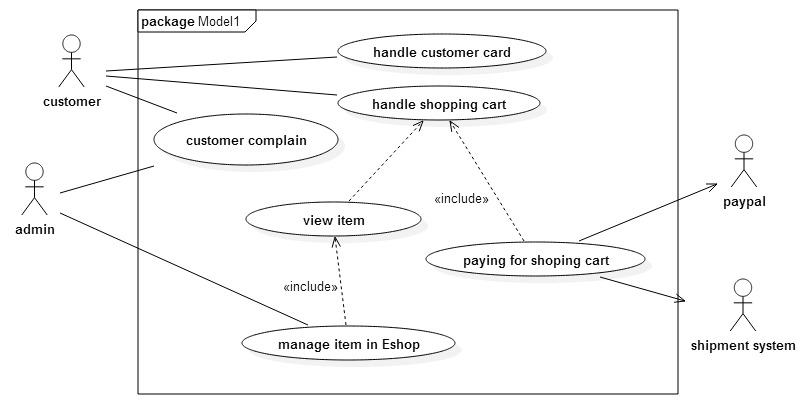 package Model1
handle customer card
customer
handle shopping cart
customer complain
admin
paypal
«include»
view item
paying for shoping cart
«include»
manage item in Eshop
shipment system